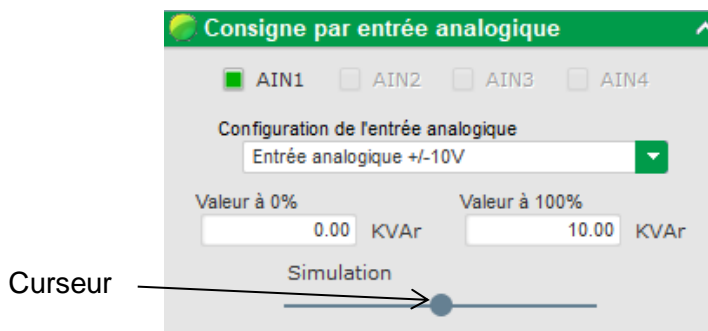 Consigne par entrée analogique
AIN1 AIN2 AIN3 AIN4
Configuration de l'entrée analogique
Entrée analogique +/-10V
Valeur à 0% Valeur à 100%
0.00 KVAr 10.00 KVAr
Simulation
Curseur